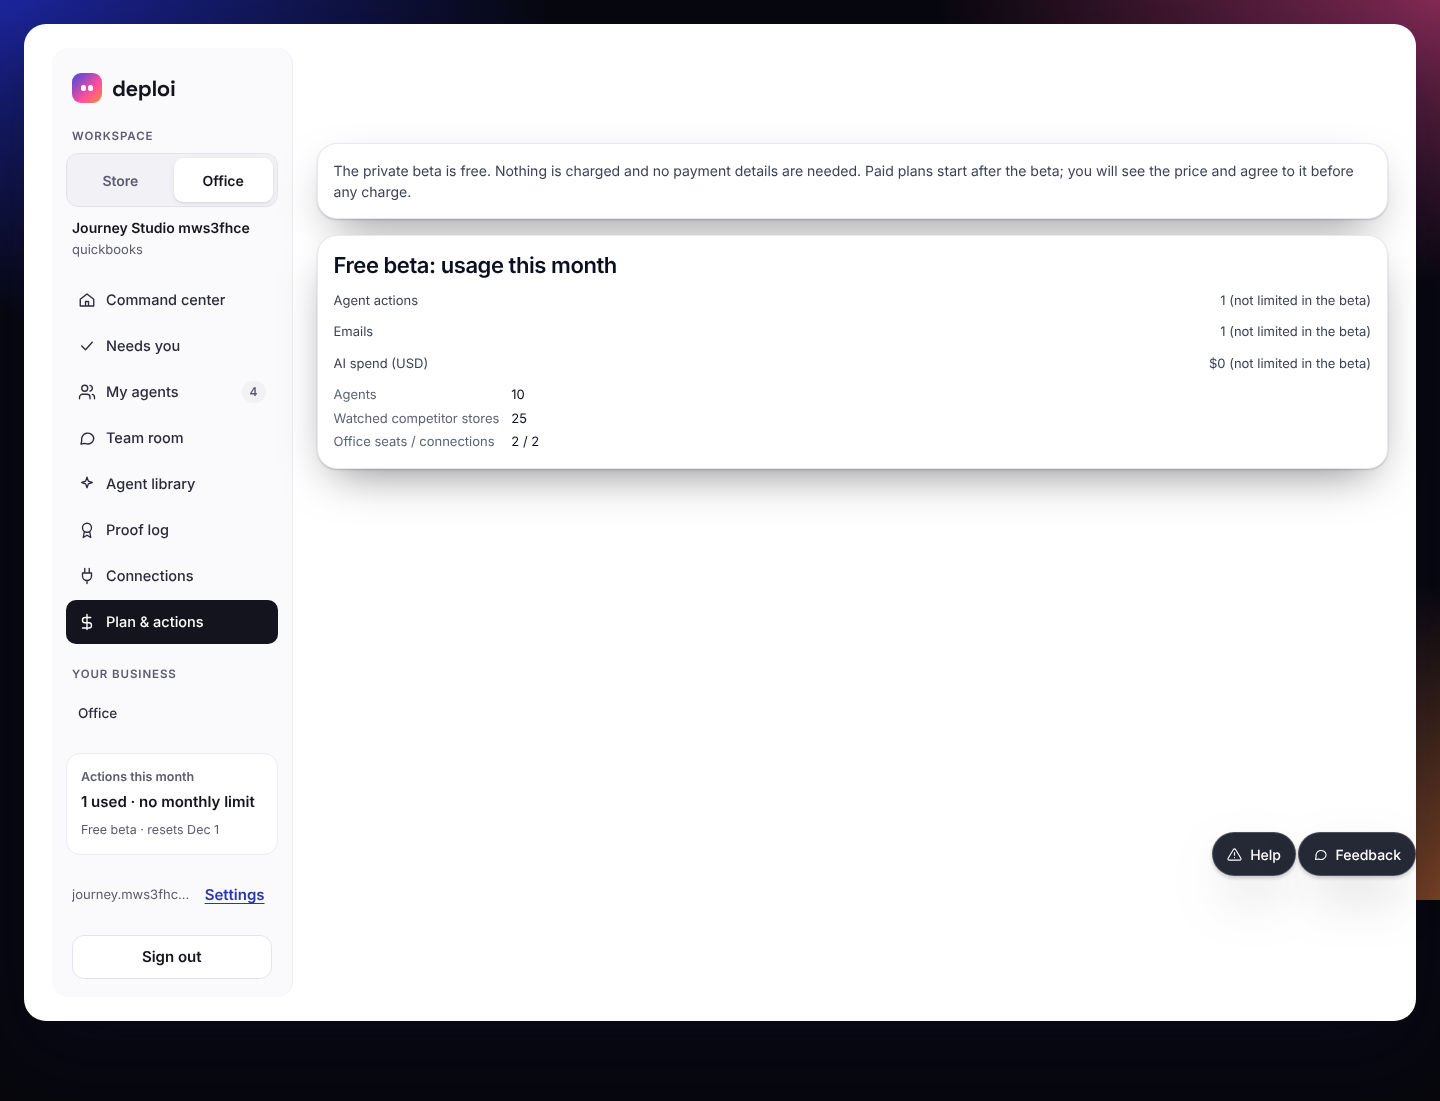 deploi
WORKSPACE
Store
Office
Journey Studio mws3fhce
quickbooks
Command center
Needs you
My agents
4
Team room
Agent library
Proof log
Connections
Plan & actions
YOUR BUSINESS
Office
Actions this month
1 used · no monthly limit
Free beta · resets Dec 1
journey.mws3fhc...
Settings
Sign out
The private beta is free. Nothing is charged and no payment details are needed. Paid plans start after the beta; you will see the price and agree to it before
any charge.
Free beta: usage this month
Agent actions 1 (not limited in the beta)
Emails 1 (not limited in the beta)
AI spend (USD) $0 (not limited in the beta)
Agents 10
Watched competitor stores 25
Office seats / connections 2 / 2
Help
Feedback